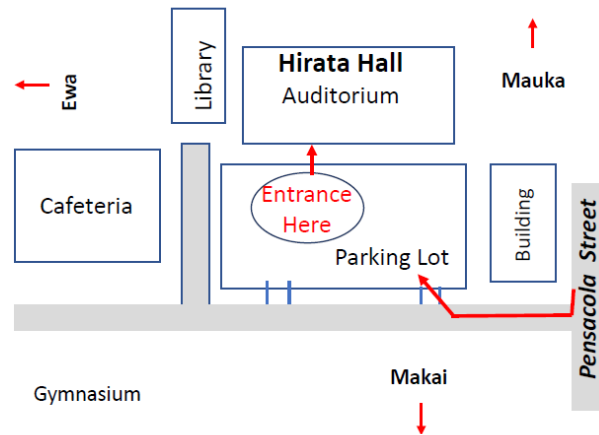 Hirata Hall
Auditorium
Library
Mauka
Ewa
Cafeteria
Entrance
Here
Building
Pensacola Street
Parking Lot
Makai
Gymnasium